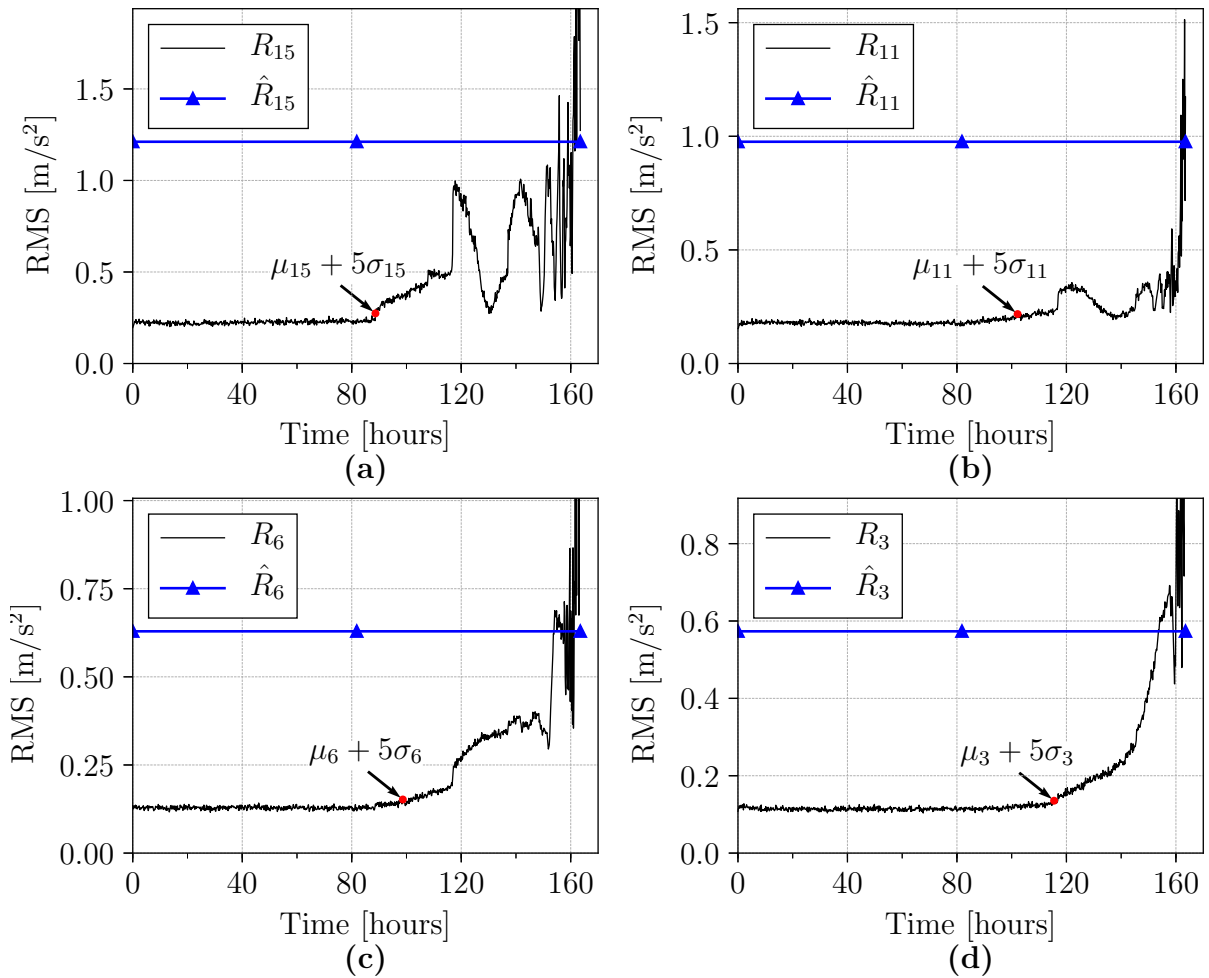 R₁₅
R̂₁₅
μ₁₅ + 5σ₁₅
RMS [m/s²]
1.5
1.0
0.5
0.0
0 40 80 120 160
Time [hours]
(a)
R₁₁
R̂₁₁
μ₁₁ + 5σ₁₁
RMS [m/s²]
1.5
1.0
0.5
0.0
0 40 80 120 160
Time [hours]
(b)
R₆
R̂₆
μ₆ + 5σ₆
RMS [m/s²]
1.00
0.75
0.50
0.25
0.00
0 40 80 120 160
Time [hours]
(c)
R₃
R̂₃
μ₃ + 5σ₃
RMS [m/s²]
0.8
0.6
0.4
0.2
0.0
0 40 80 120 160
Time [hours]
(d)